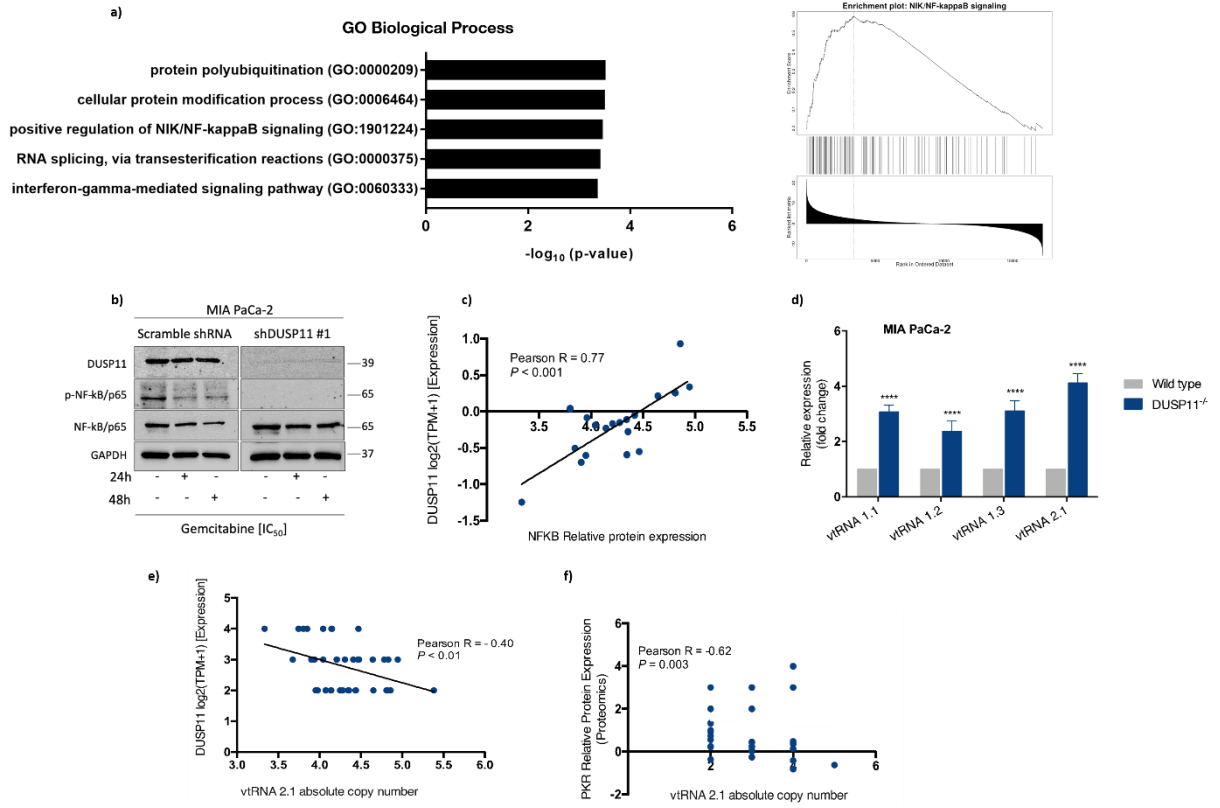 a)
GO Biological Process
protein polyubiquitination (GO:0000209)
cellular protein modification process (GO:0006464)
positive regulation of NIK/NF-kappaB signaling (GO:1901224)
RNA splicing, via transesterification reactions (GO:0000375)
interferon-gamma-mediated signaling pathway (GO:0060333)
0 2 4 6
-log10 (p-value)
Enrichment plot: NIK/NF-kappaB signaling
Enrichment Score
Ranked list metric
Rank in Ordered Dataset
b)
MIA PaCa-2
Scramble shRNA shDUSP11 #1
DUSP11 39
p-NF-kB/p65 65
NF-kB/p65 65
GAPDH 37
24h - + - - + -
48h - - + - - +
Gemcitabine [IC50]
c)
DUSP11 log2(TPM+1) [Expression]
1.0
0.5
0.0
-0.5
-1.0
-1.5
Pearson R = 0.77
P < 0.001
3.5 4.0 4.5 5.0 5.5
NFKB Relative protein expression
d)
MIA PaCa-2
Relative expression
(fold change)
6
4
2
0
**** **** **** ****
vtRNA 1.1 vtRNA 1.2 vtRNA 1.3 vtRNA 2.1
Wild type
DUSP11-/-
e)
DUSP11 log2(TPM+1) [Expression]
5
4
3
2
1
0
Pearson R = - 0.40
P < 0.01
3.0 3.5 4.0 4.5 5.0 5.5 6.0
vtRNA 2.1 absolute copy number
f)
PKR Relative Protein Expression
(Proteomics)
6
4
2
0
-2
Pearson R = -0.62
P = 0.003
2 4 6
vtRNA 2.1 absolute copy number